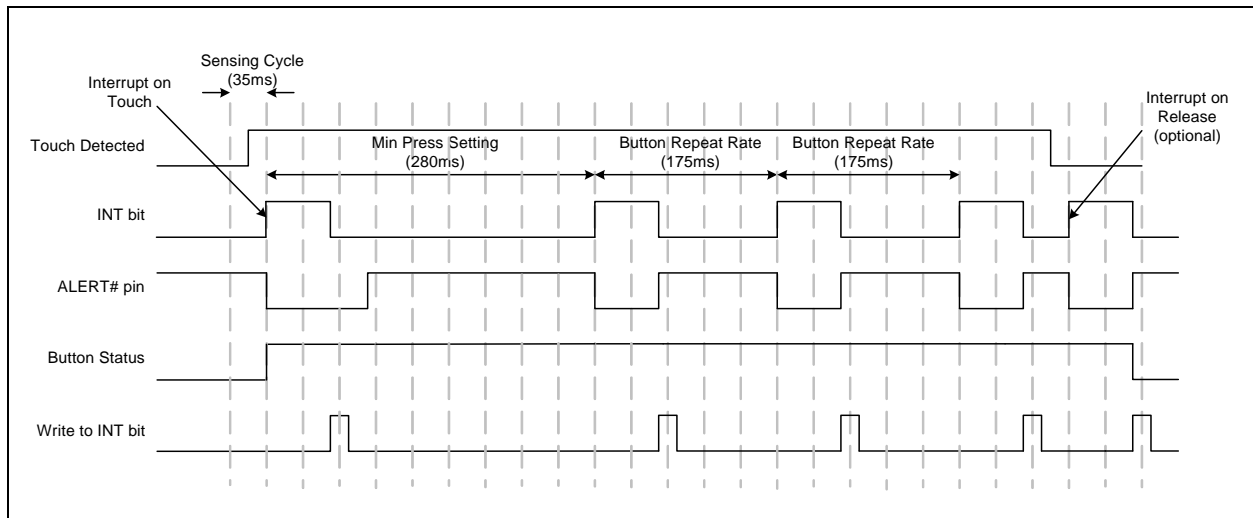 Sensing Cycle
(35ms)
Interrupt on
Touch
Interrupt on
Release
(optional)
Touch Detected
Min Press Setting
(280ms)
Button Repeat Rate
(175ms)
Button Repeat Rate
(175ms)
INT bit
ALERT# pin
Button Status
Write to INT bit